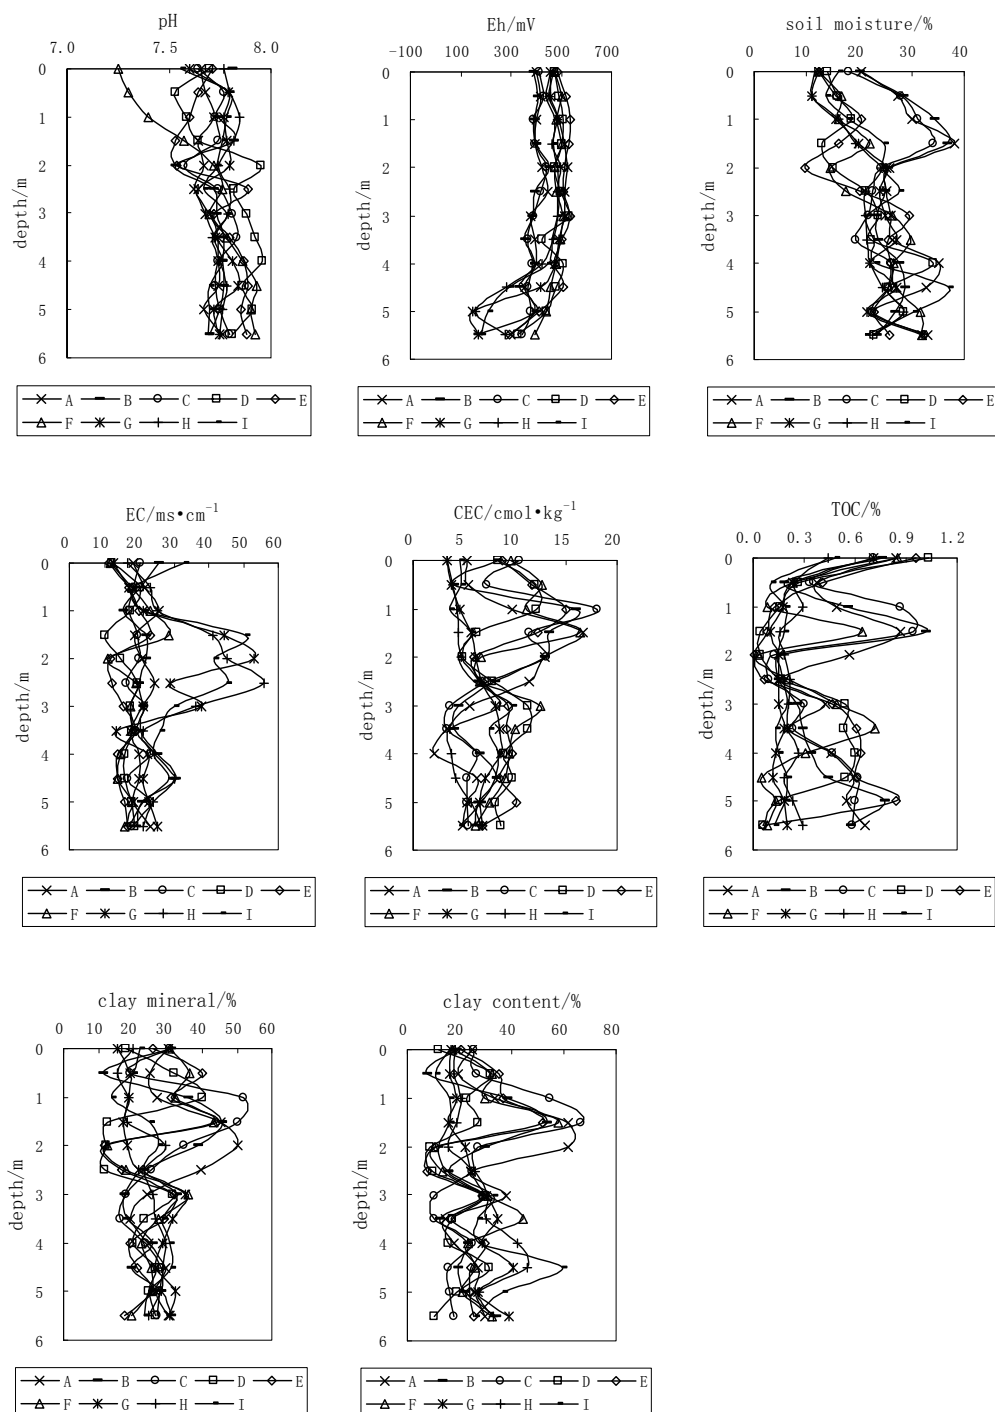 pH
7.0 7.5 8.0
0
1
2
3
4
5
6
depth/m
A B C D E
F G H I
Eh/mV
-100 100 300 500 700
0
1
2
3
4
5
6
depth/m
A B C D E
F G H I
soil moisture/%
0 10 20 30 40
0
1
2
3
4
5
6
depth/m
A B C D E
F G H I
EC/ms•cm⁻¹
0 10 20 30 40 50 60
0
1
2
3
4
5
6
depth/m
A B C D E
F G H I
CEC/cmol•kg⁻¹
0 5 10 15 20
0
1
2
3
4
5
6
depth/m
A B C D E
F G H I
TOC/%
0.0 0.3 0.6 0.9 1.2
0
1
2
3
4
5
6
depth/m
A B C D E
F G H I
clay mineral/%
0 10 20 30 40 50 60
0
1
2
3
4
5
6
depth/m
A B C D E
F G H I
clay content/%
0 20 40 60 80
0
1
2
3
4
5
6
depth/m
A B C D E
F G H I